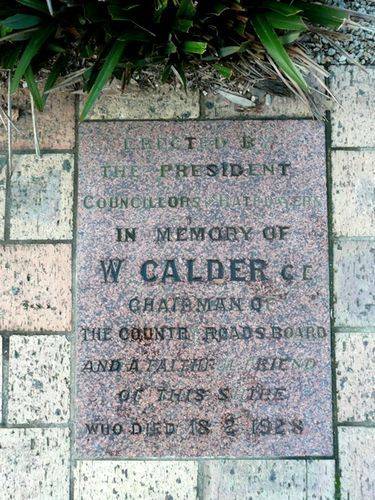 ERECTED BY
THE PRESIDENT
COUNCILLORS & RATEPAYERS
IN MEMORY OF
W CALDER C.E
CHAIRMAN OF
THE COUNTRY ROADS BOARD
AND A FAITHFUL FRIEND
OF THIS SHIRE
WHO DIED 18 2 1928